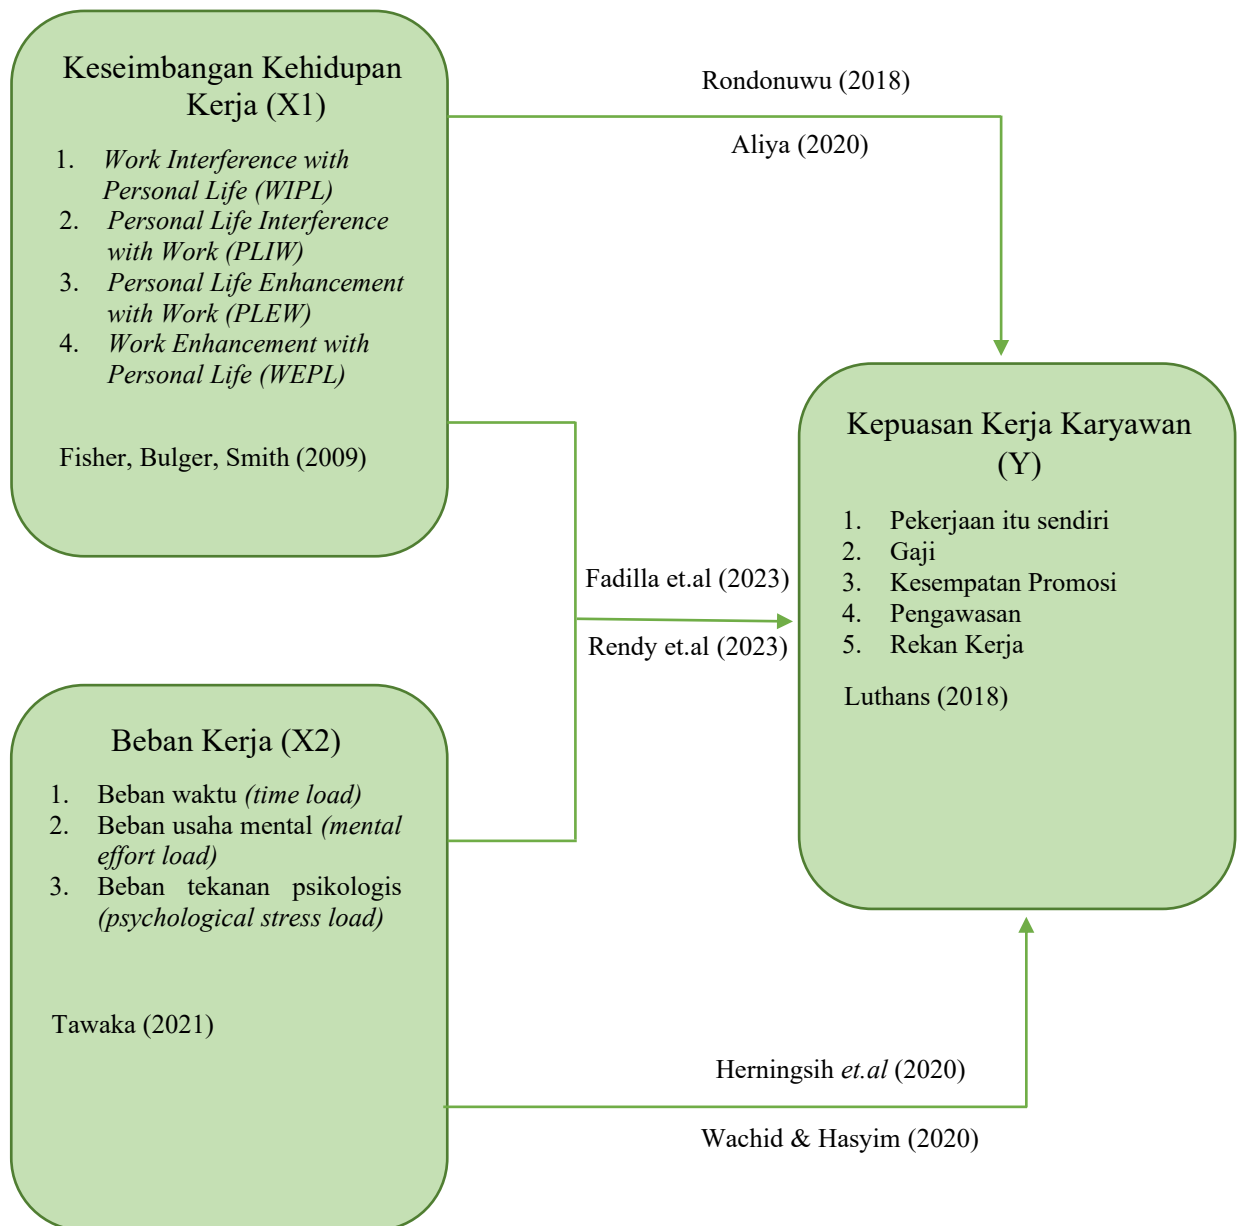 Keseimbangan Kehidupan
Kerja (X1)
1. Work Interference with
Personal Life (WIPL)
2. Personal Life Interference
with Work (PLIW)
3. Personal Life Enhancement
with Work (PLEW)
4. Work Enhancement with
Personal Life (WEPL)
Fisher, Bulger, Smith (2009)
Rondonuwu (2018)
Aliya (2020)
Kepuasan Kerja Karyawan
(Y)
1. Pekerjaan itu sendiri
2. Gaji
3. Kesempatan Promosi
4. Pengawasan
5. Rekan Kerja
Luthans (2018)
Fadilla et.al (2023)
Rendy et.al (2023)
Beban Kerja (X2)
1. Beban waktu (time load)
2. Beban usaha mental (mental
effort load)
3. Beban tekanan psikologis
(psychological stress load)
Tawaka (2021)
Herningsih et.al (2020)
Wachid & Hasyim (2020)